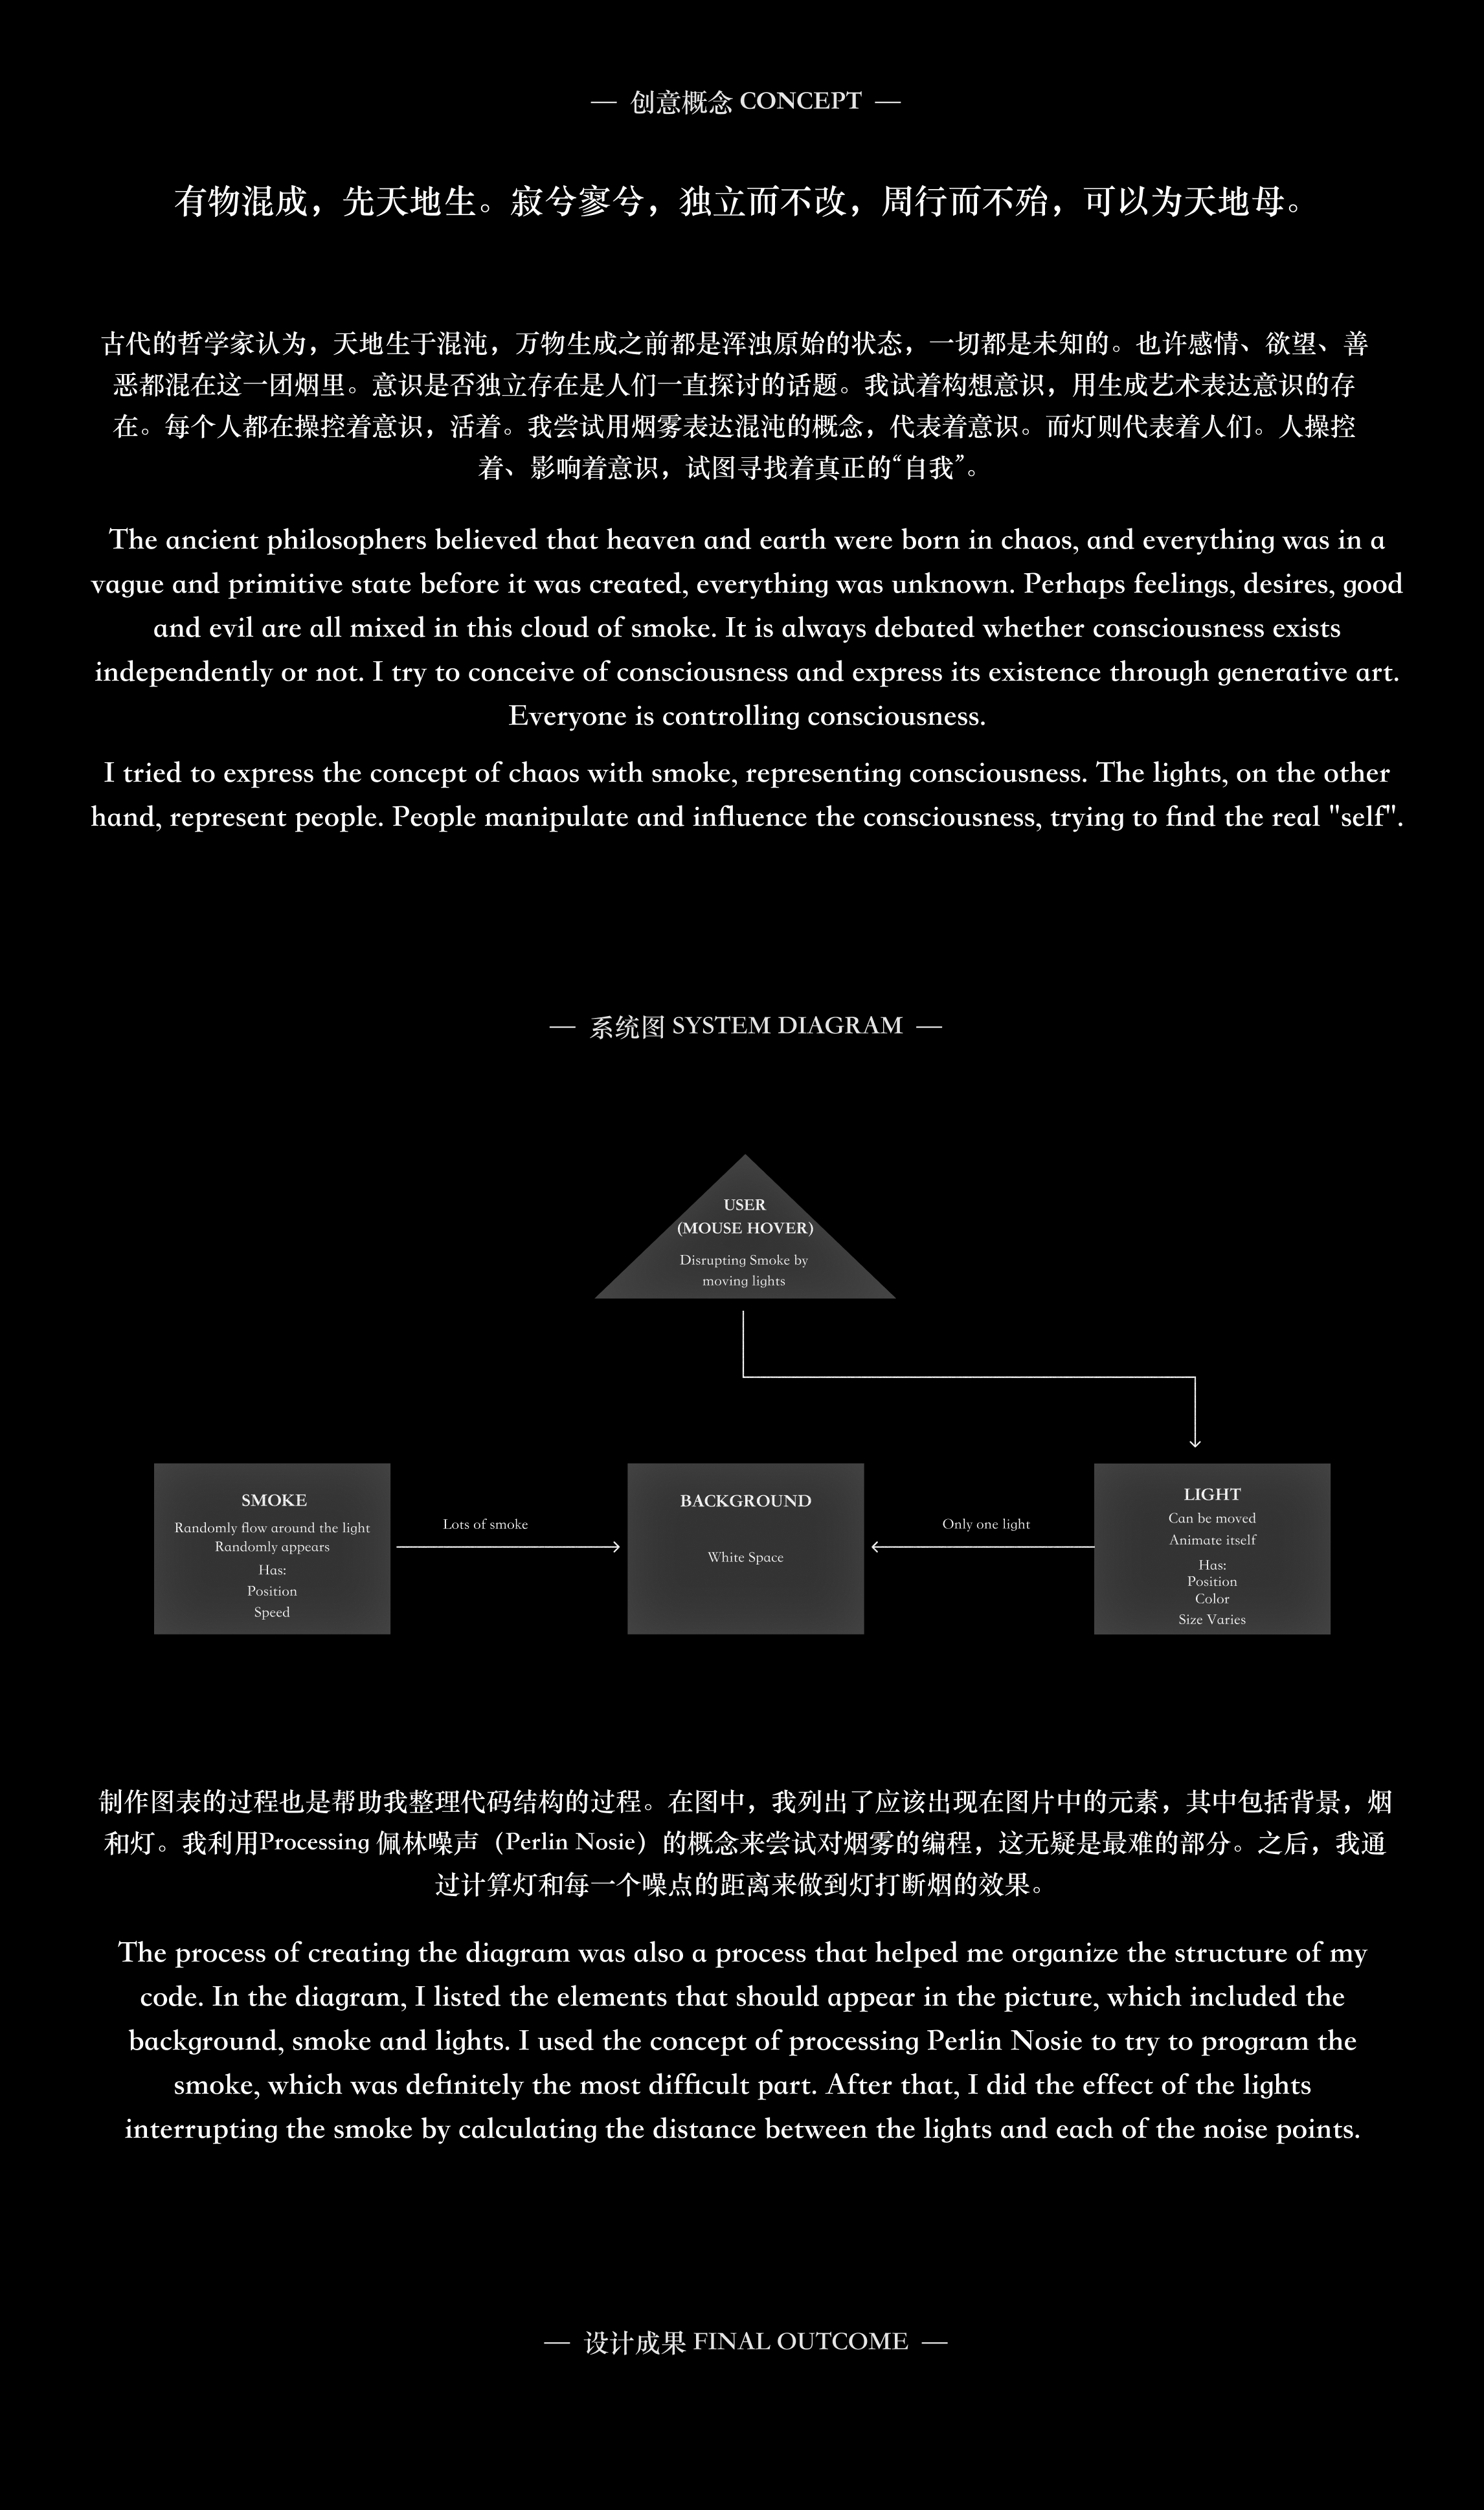 — 创意概念 CONCEPT —
有物混成，先天地生。寂兮寥兮，独立而不改，周行而不殆，可以为天地母。
古代的哲学家认为，天地生于混沌，万物生成之前都是浑浊原始的状态，一切都是未知的。也许感情、欲望、善
恶都混在这一团烟里。意识是否独立存在是人们一直探讨的话题。我试着构想意识，用生成艺术表达意识的存
在。每个人都在操控着意识，活着。我尝试用烟雾表达混沌的概念，代表着意识。而灯则代表着人们。人操控
着、影响着意识，试图寻找着真正的“自我”。
The ancient philosophers believed that heaven and earth were born in chaos, and everything was in a
vague and primitive state before it was created, everything was unknown. Perhaps feelings, desires, good
and evil are all mixed in this cloud of smoke. It is always debated whether consciousness exists
independently or not. I try to conceive of consciousness and express its existence through generative art.
Everyone is controlling consciousness.
I tried to express the concept of chaos with smoke, representing consciousness. The lights, on the other
hand, represent people. People manipulate and influence the consciousness, trying to find the real "self".
— 系统图 SYSTEM DIAGRAM —
USER
(MOUSE HOVER)
Disrupting Smoke by
moving lights
SMOKE
Randomly flow around the light
Randomly appears
Has:
Position
Speed
Lots of smoke
BACKGROUND
White Space
Only one light
LIGHT
Can be moved
Animate itself
Has:
Position
Color
Size Varies
制作图表的过程也是帮助我整理代码结构的过程。在图中，我列出了应该出现在图片中的元素，其中包括背景，烟
和灯。我利用Processing 佩林噪声（Perlin Nosie）的概念来尝试对烟雾的编程，这无疑是最难的部分。之后，我通
过计算灯和每一个噪点的距离来做到灯打断烟的效果。
The process of creating the diagram was also a process that helped me organize the structure of my
code. In the diagram, I listed the elements that should appear in the picture, which included the
background, smoke and lights. I used the concept of processing Perlin Nosie to try to program the
smoke, which was definitely the most difficult part. After that, I did the effect of the lights
interrupting the smoke by calculating the distance between the lights and each of the noise points.
— 设计成果 FINAL OUTCOME —